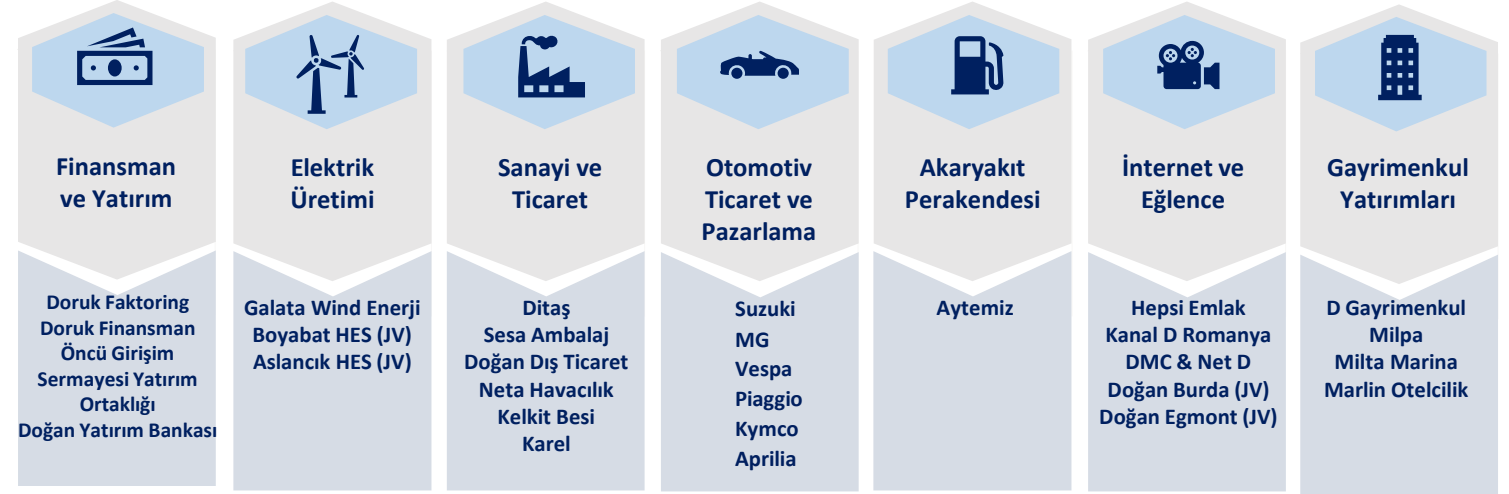 Finansman
ve Yatırım
Doruk Faktoring
Doruk Finansman
Öncü Girişim
Sermayesi Yatırım
Ortaklığı
Doğan Yatırım Bankası
Elektrik
Üretimi
Galata Wind Enerji
Boyabat HES (JV)
Aslancık HES (JV)
Sanayi ve
Ticaret
Ditaş
Sesa Ambalaj
Doğan Dış Ticaret
Neta Havacılık
Kelkit Besi
Karel
Otomotiv
Ticaret ve
Pazarlama
Suzuki
MG
Vespa
Piaggio
Kymco
Aprilia
Akaryakıt
Perakendesi
Aytemiz
İnternet ve
Eğlence
Hepsi Emlak
Kanal D Romanya
DMC & Net D
Doğan Burda (JV)
Doğan Egmont (JV)
Gayrimenkul
Yatırımları
D Gayrimenkul
Milpa
Milta Marina
Marlin Otelcilik